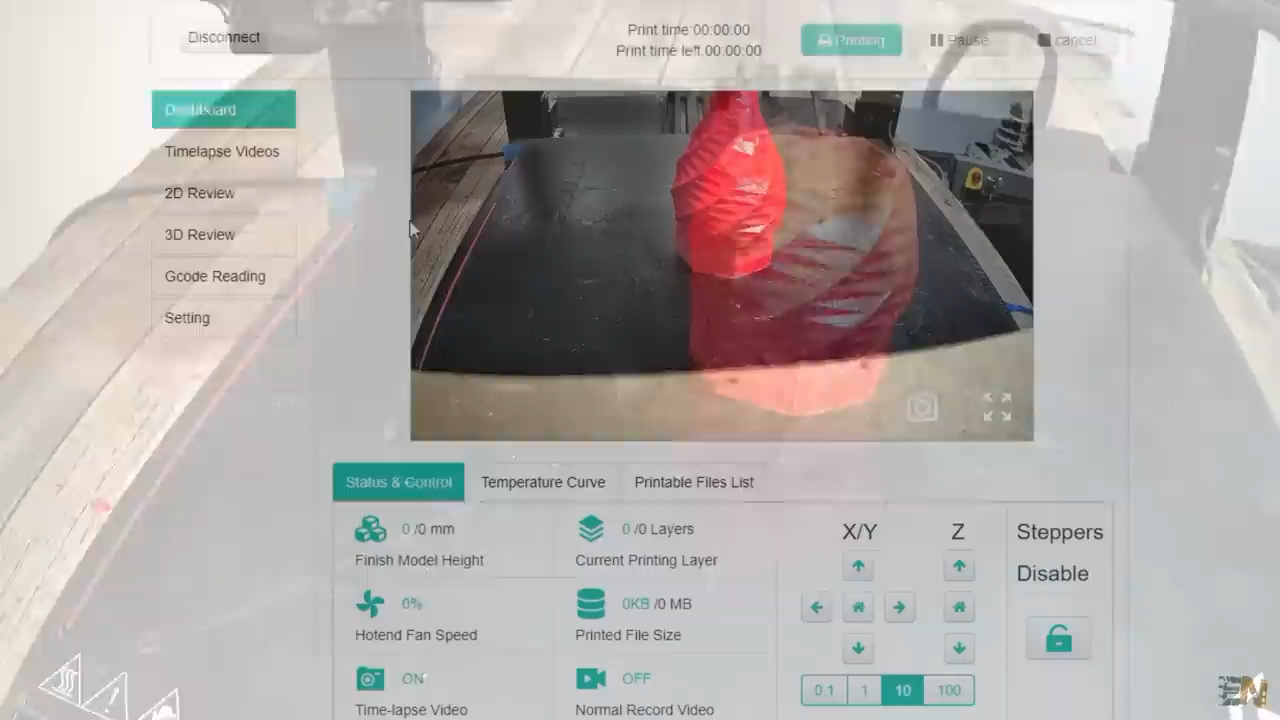 Disconnect
Print time:00:00:00
Print time left:00:00:00
Printing
Pause
cancel
Dashboard
Timelapse Videos
2D Review
3D Review
Gcode Reading
Setting
Status & Control
Temperature Curve
Printable Files List
0 /0 mm
Finish Model Height
0 /0 Layers
Current Printing Layer
0%
Hotend Fan Speed
0KB /0 MB
Printed File Size
ON
Time-lapse Video
OFF
Normal Record Video
X/Y
Z
0.1 1 10 100
Steppers
Disable